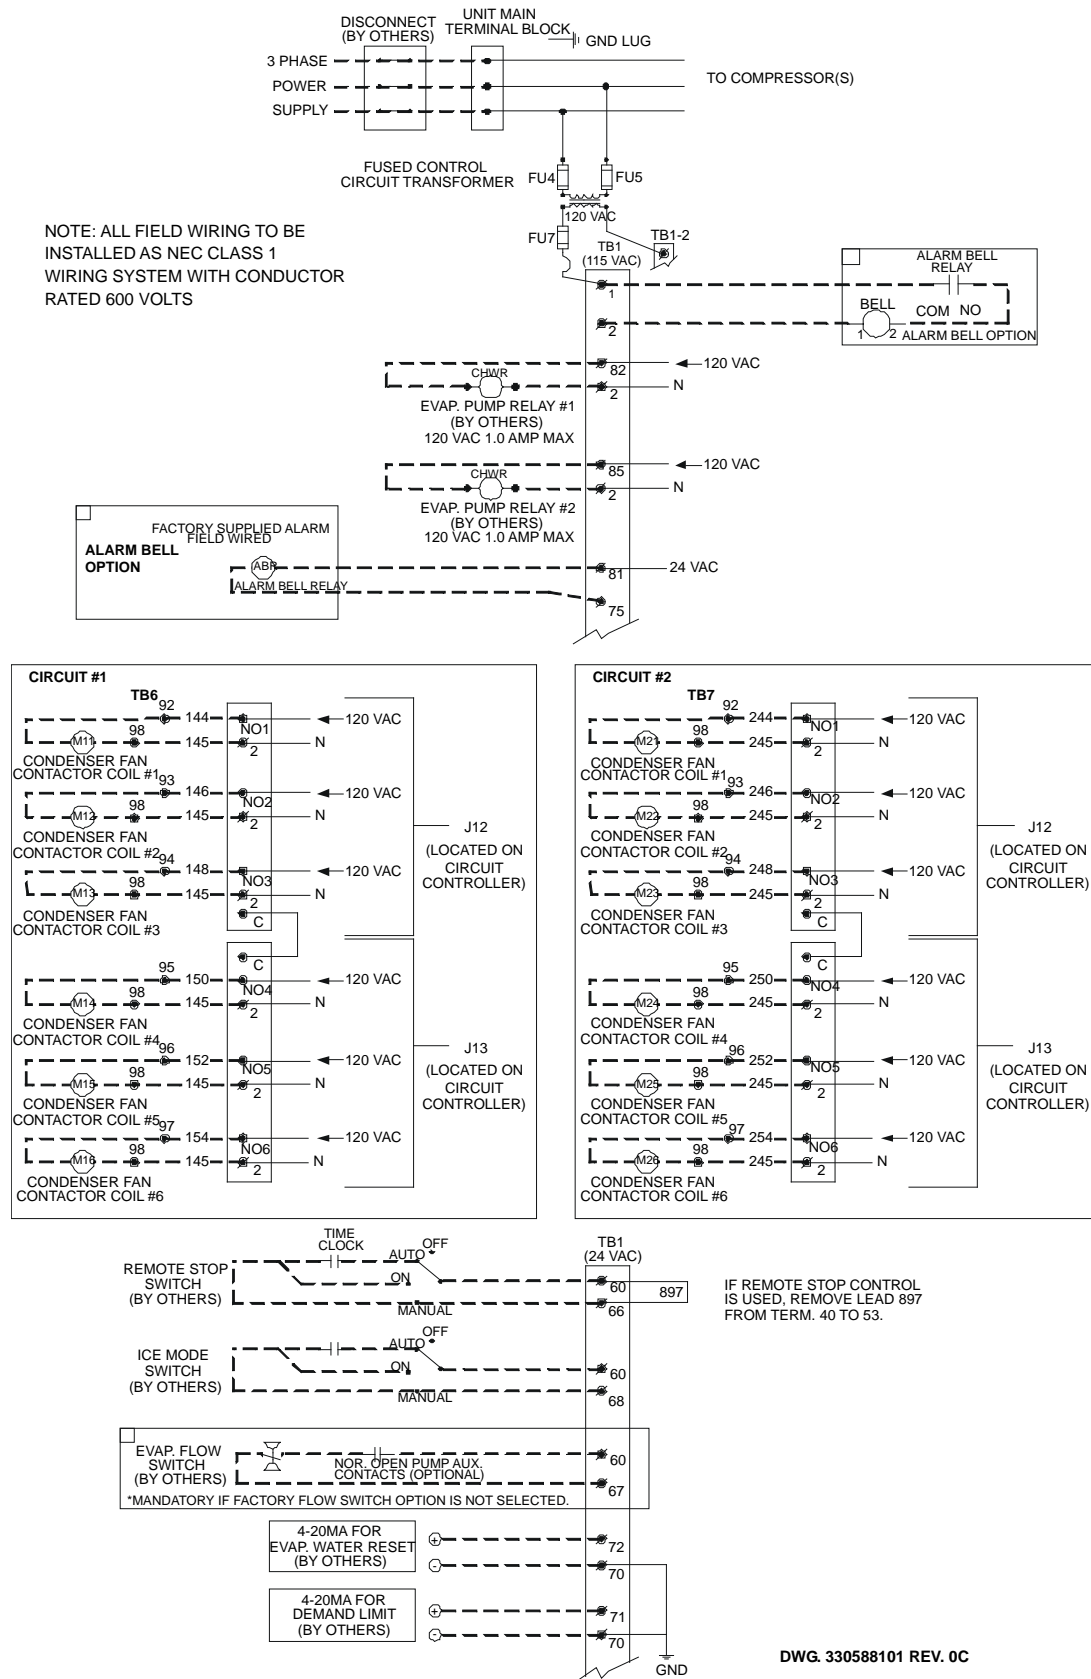 DISCONNECT
(BY OTHERS)
UNIT MAIN
TERMINAL BLOCK
GND LUG
3 PHASE
POWER
SUPPLY
TO COMPRESSOR(S)
FUSED CONTROL
CIRCUIT TRANSFORMER
FU4
FU5
120 VAC
FU7
TB1-2
TB1
(115 VAC)
NOTE: ALL FIELD WIRING TO BE
INSTALLED AS NEC CLASS 1
WIRING SYSTEM WITH CONDUCTOR
RATED 600 VOLTS
ALARM BELL
RELAY
BELL
COM NO
1 2
ALARM BELL OPTION
1
2
82
120 VAC
CHWR
2
N
EVAP. PUMP RELAY #1
(BY OTHERS)
120 VAC 1.0 AMP MAX
85
120 VAC
CHWR
2
N
EVAP. PUMP RELAY #2
(BY OTHERS)
120 VAC 1.0 AMP MAX
FACTORY SUPPLIED ALARM
FIELD WIRED
ALARM BELL
OPTION
ABR
ALARM BELL RELAY
81
24 VAC
75
CIRCUIT #1
TB6
92
144
NO1
120 VAC
M11
98
145
2
N
CONDENSER FAN
CONTACTOR COIL #1
93
146
NO2
120 VAC
M12
98
145
2
N
CONDENSER FAN
CONTACTOR COIL #2
94
148
NO3
120 VAC
M13
98
145
2
N
CONDENSER FAN
CONTACTOR COIL #3
C
J12
(LOCATED ON
CIRCUIT
CONTROLLER)
C
95
150
NO4
120 VAC
M14
98
145
2
N
CONDENSER FAN
CONTACTOR COIL #4
96
152
NO5
120 VAC
M15
98
145
2
N
CONDENSER FAN
CONTACTOR COIL #5
97
154
NO6
120 VAC
M16
98
145
2
N
CONDENSER FAN
CONTACTOR COIL #6
J13
(LOCATED ON
CIRCUIT
CONTROLLER)
CIRCUIT #2
TB7
92
244
NO1
120 VAC
M21
98
245
2
N
CONDENSER FAN
CONTACTOR COIL #1
93
246
NO2
120 VAC
M22
98
245
2
N
CONDENSER FAN
CONTACTOR COIL #2
94
248
NO3
120 VAC
M23
98
245
2
N
CONDENSER FAN
CONTACTOR COIL #3
C
J12
(LOCATED ON
CIRCUIT
CONTROLLER)
C
95
250
NO4
120 VAC
M24
98
245
2
N
CONDENSER FAN
CONTACTOR COIL #4
96
252
NO5
120 VAC
M25
98
245
2
N
CONDENSER FAN
CONTACTOR COIL #5
97
254
NO6
120 VAC
M26
98
245
2
N
CONDENSER FAN
CONTACTOR COIL #6
J13
(LOCATED ON
CIRCUIT
CONTROLLER)
TB1
(24 VAC)
TIME
CLOCK
OFF
AUTO
ON
MANUAL
REMOTE STOP
SWITCH
(BY OTHERS)
60
66
897
IF REMOTE STOP CONTROL
IS USED, REMOVE LEAD 897
FROM TERM. 40 TO 53.
OFF
AUTO
ON
MANUAL
ICE MODE
SWITCH
(BY OTHERS)
60
68
EVAP. FLOW
SWITCH
(BY OTHERS)
NOR. OPEN PUMP AUX.
CONTACTS (OPTIONAL)
60
67
*MANDATORY IF FACTORY FLOW SWITCH OPTION IS NOT SELECTED.
4-20MA FOR
EVAP. WATER RESET
(BY OTHERS)
+
-
72
70
4-20MA FOR
DEMAND LIMIT
(BY OTHERS)
+
-
71
70
GND
DWG. 330588101 REV. 0C